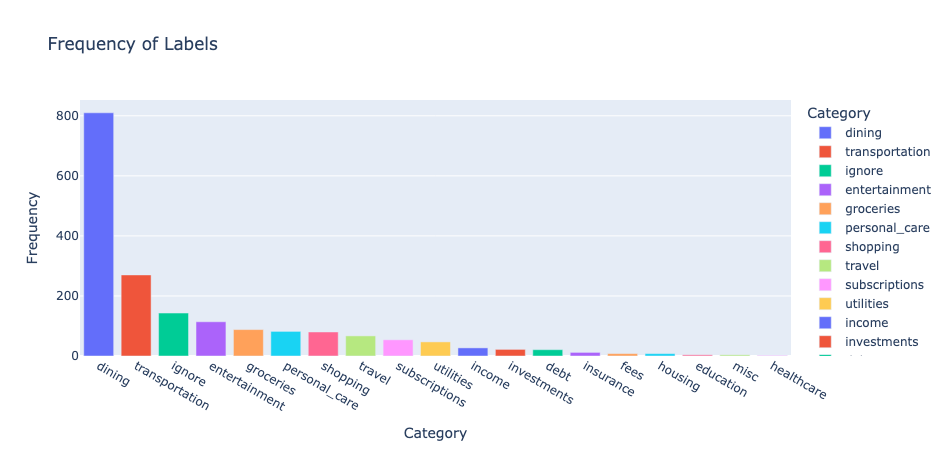 Frequency of Labels
Frequency
800
600
400
200
0
dining
transportation
ignore
entertainment
groceries
personal_care
shopping
travel
subscriptions
utilities
income
investments
debt
insurance
fees
housing
education
misc
healthcare
Category
Category
dining
transportation
ignore
entertainment
groceries
personal_care
shopping
travel
subscriptions
utilities
income
investments